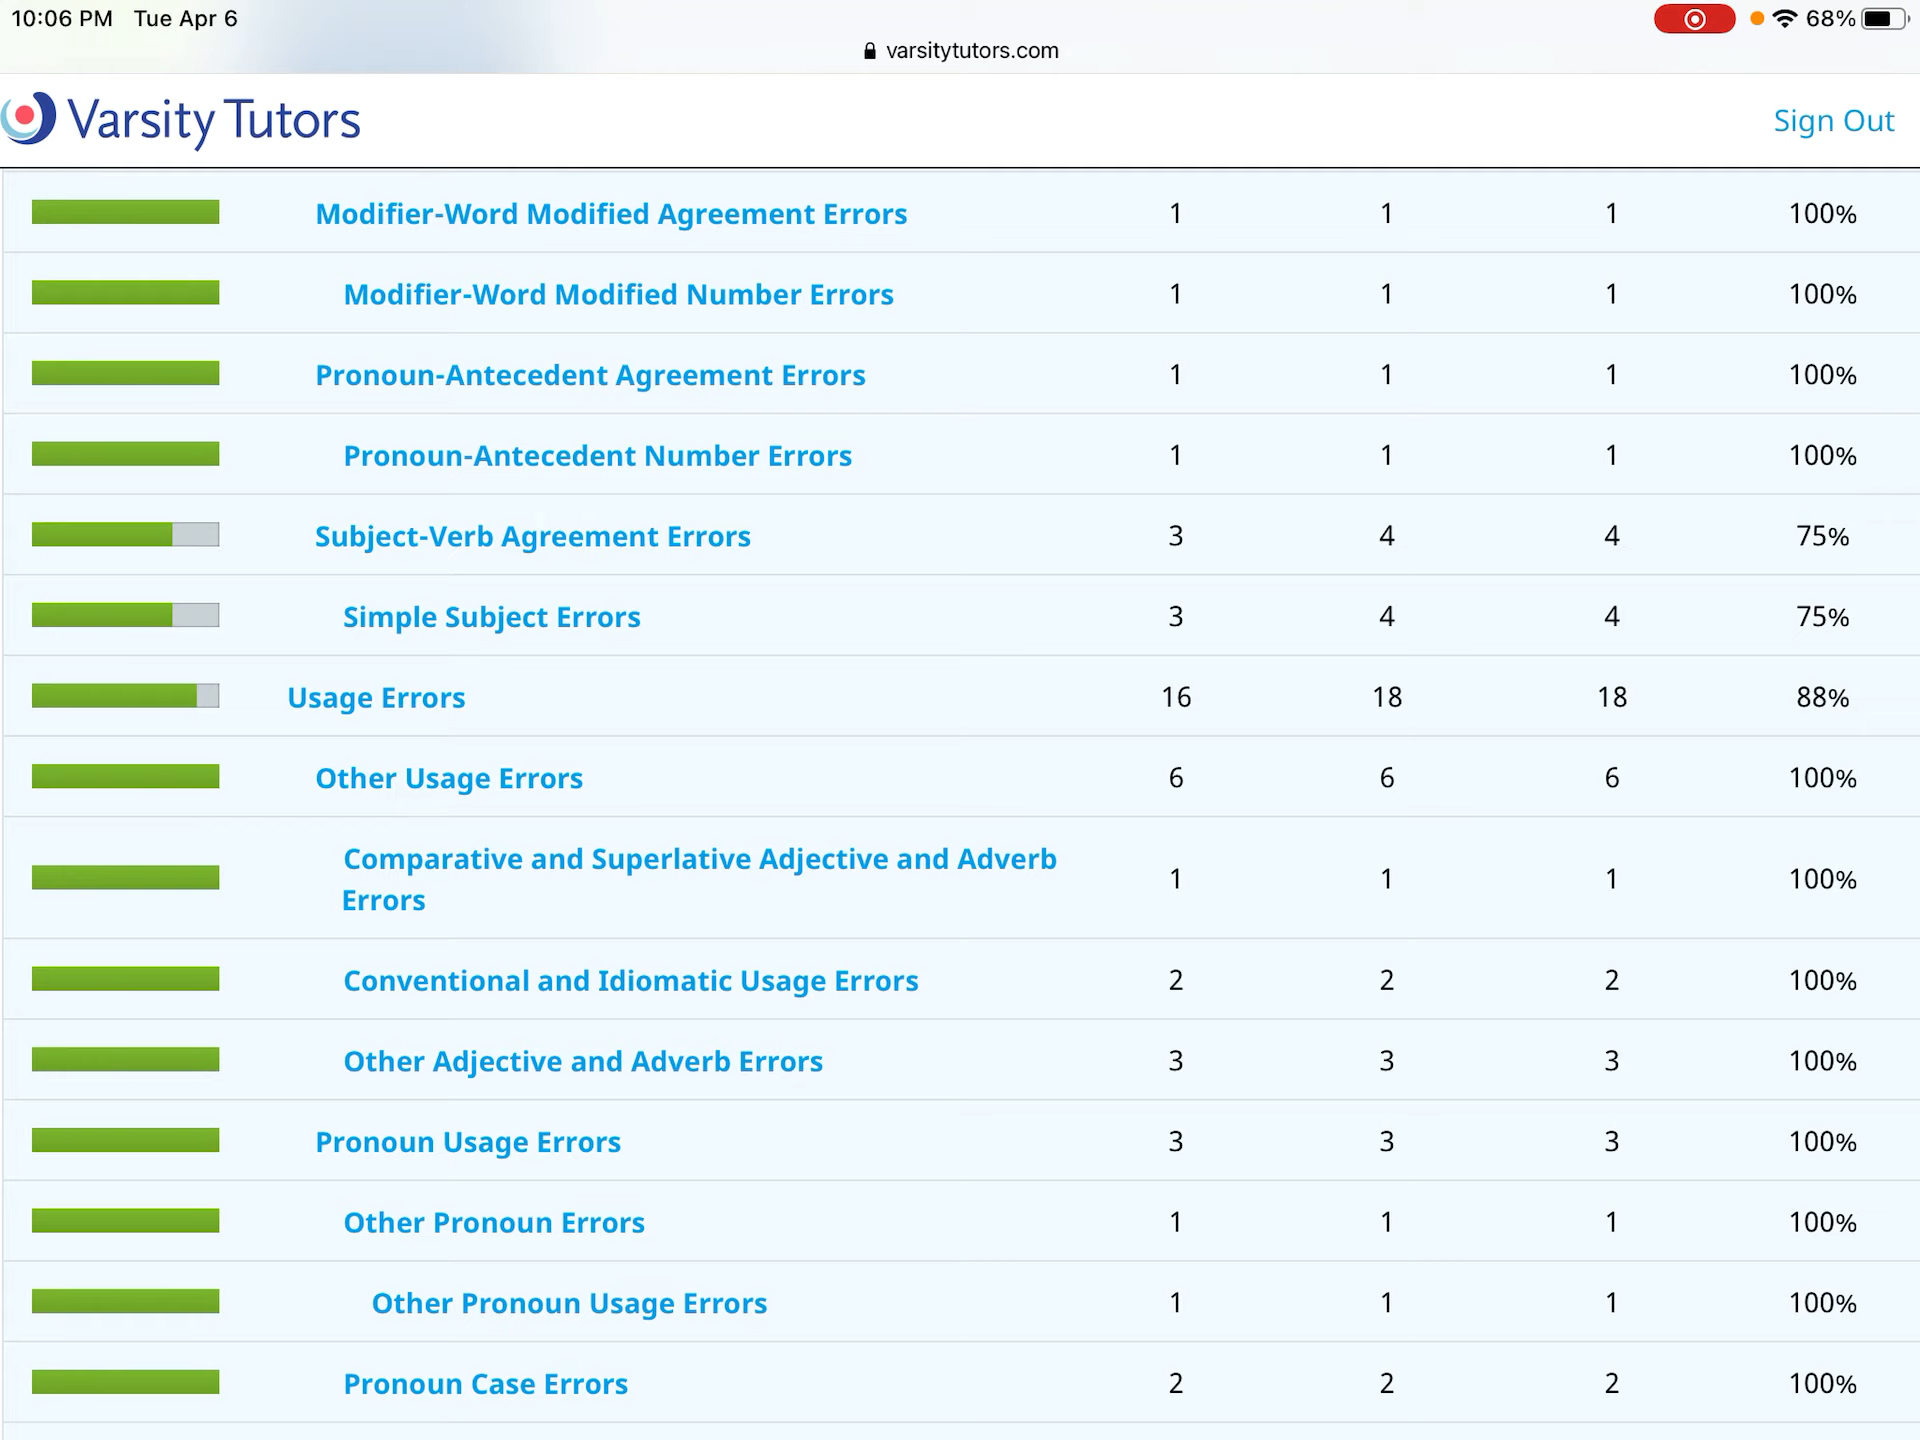 10:06 PM Tue Apr 6
68%
varsitytutors.com
Varsity Tutors
Sign Out
Modifier-Word Modified Agreement Errors 1 1 1 100%
Modifier-Word Modified Number Errors 1 1 1 100%
Pronoun-Antecedent Agreement Errors 1 1 1 100%
Pronoun-Antecedent Number Errors 1 1 1 100%
Subject-Verb Agreement Errors 3 4 4 75%
Simple Subject Errors 3 4 4 75%
Usage Errors 16 18 18 88%
Other Usage Errors 6 6 6 100%
Comparative and Superlative Adjective and Adverb
Errors 1 1 1 100%
Conventional and Idiomatic Usage Errors 2 2 2 100%
Other Adjective and Adverb Errors 3 3 3 100%
Pronoun Usage Errors 3 3 3 100%
Other Pronoun Errors 1 1 1 100%
Other Pronoun Usage Errors 1 1 1 100%
Pronoun Case Errors 2 2 2 100%